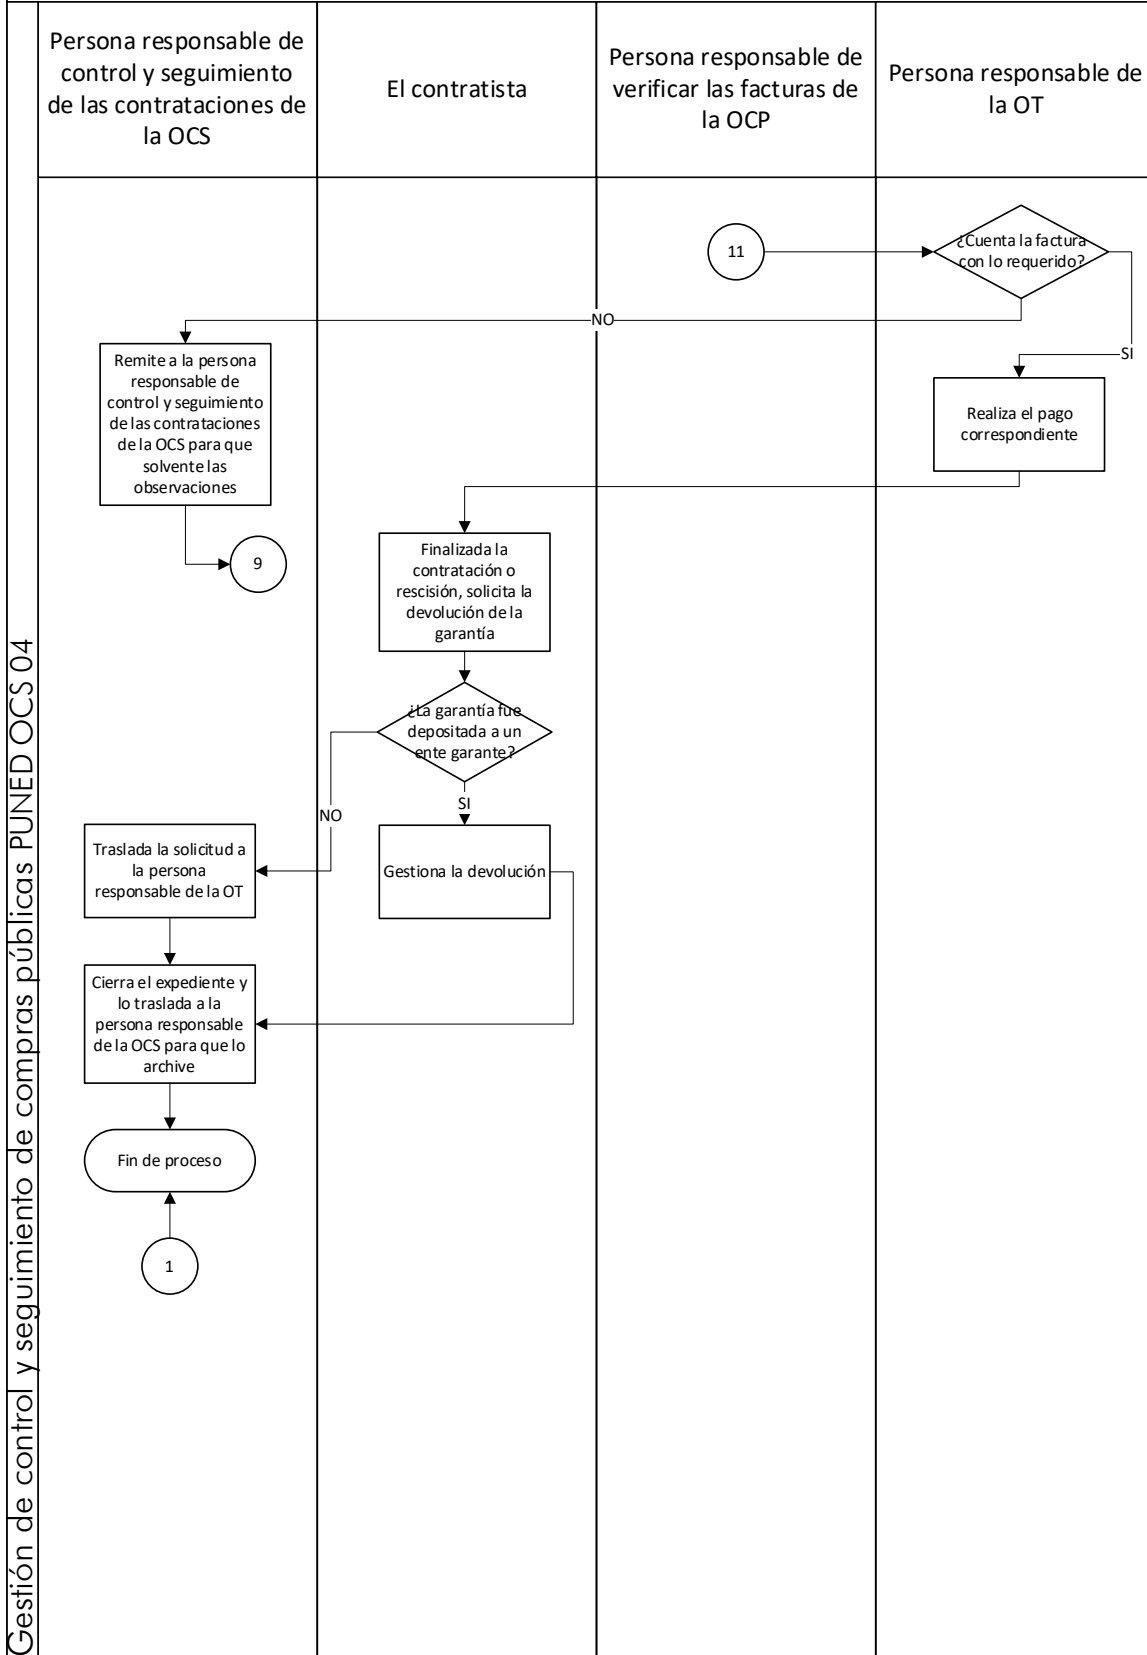 Gestión de control y seguimiento de compras públicas PUNED OCS 04
Persona responsable de
control y seguimiento
de las contrataciones de
la OCS
El contratista
Persona responsable de
verificar las facturas de
la OCP
Persona responsable de
la OT
11
¿Cuenta la factura
con lo requerido?
NO
SI
Remite a la persona
responsable de
control y seguimiento
de las contrataciones
de la OCS para que
solvente las
observaciones
Realiza el pago
correspondiente
9
Finalizada la
contratación o
rescisión, solicita la
devolución de la
garantía
¿La garantía fue
depositada a un
ente garante?
NO
SI
Traslada la solicitud a
la persona
responsable de la OT
Gestiona la devolución
Cierra el expediente y
lo traslada a la
persona responsable
de la OCS para que lo
archive
Fin de proceso
1